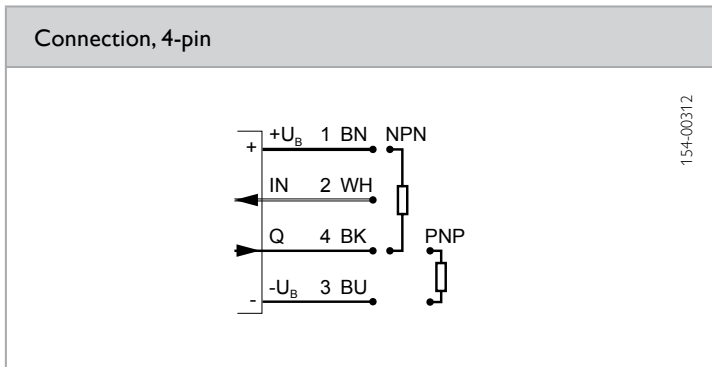 Connection, 4-pin
154-00312
+ +U_B 1 BN NPN
IN 2 WH
Q 4 BK PNP
- -U_B 3 BU